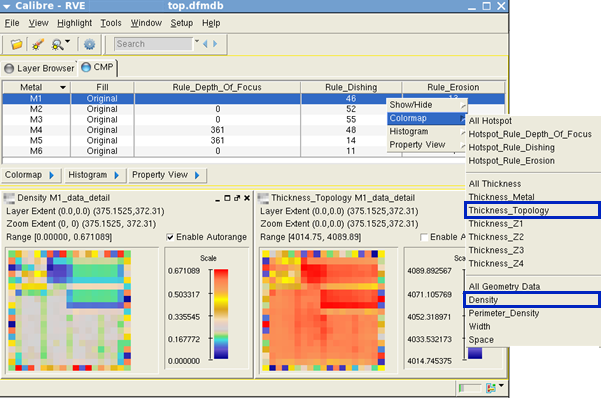 Calibre - RVE top.dfmdb
File View Highlight Tools Window Setup Help
Search
Layer Browser CMP
Metal Fill Rule_Depth_Of_Focus Rule_Dishing Rule_Erosion
M1 Original 46
M2 Original 0 52
M3 Original 0 55
M4 Original 361 48
M5 Original 361 14
M6 Original 0 11
Show/Hide
Colormap
Histogram
Property View
All Hotspot
Hotspot_Rule_Depth_Of_Focus
Hotspot_Rule_Dishing
Hotspot_Rule_Erosion
All Thickness
Thickness_Metal
Thickness_Topology
Thickness_Z1
Thickness_Z2
Thickness_Z3
Thickness_Z4
All Geometry Data
Density
Perimeter_Density
Width
Space
Colormap Histogram Property View
Density M1_data_detail
Layer Extent (0.0,0.0) (375.1525,372.31)
Zoom Extent (0, 0) (375.1525,372.31)
Range [0.00000, 0.671089] Enable Autorange
Scale
0.671089
0.503317
0.335545
0.167772
0.000000
Thickness_Topology M1_data_detail
Layer Extent (0.0,0.0) (375.1525,372.31)
Zoom Extent (0.0,0.0) (375.1525,372.31)
Range [4014.75, 4089.89] Enable A
Scale
4089.892567
4071.105769
4052.318971
4033.532173
4014.745375